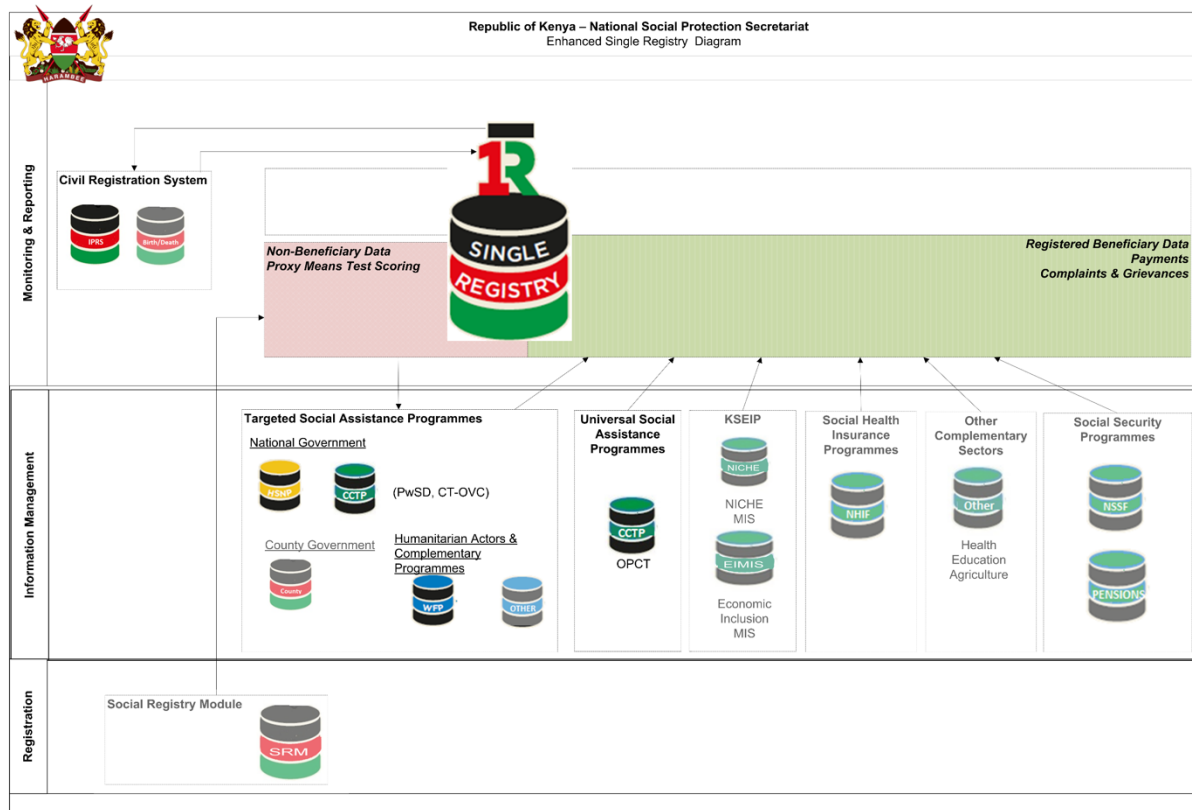 Republic of Kenya – National Social Protection Secretariat
Enhanced Single Registry Diagram
HARAMBEE
Monitoring & Reporting
Civil Registration System
IPRS
Birth/Death
1R
SINGLE
REGISTRY
Non-Beneficiary Data
Proxy Means Test Scoring
Registered Beneficiary Data
Payments
Complaints & Grievances
Information Management
Targeted Social Assistance Programmes
National Government
HSNP
CCTP
(PwSD, CT-OVC)
County Government
County
Humanitarian Actors &
Complementary
Programmes
WFP
OTHER
Universal Social
Assistance
Programmes
CCTP
OPCT
KSEIP
NICHE
NICHE
MIS
EIMIS
Economic
Inclusion
MIS
Social Health
Insurance
Programmes
NHIF
Other
Complementary
Sectors
Other
Health
Education
Agriculture
Social Security
Programmes
NSSF
PENSIONS
Registration
Social Registry Module
SRM